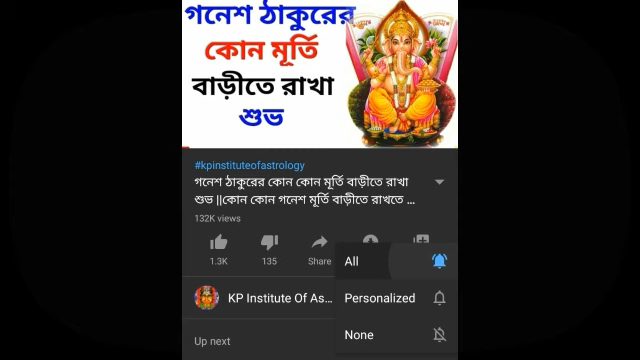 গনেশ ঠাকুরের
কোন মূর্তি
বাড়ীতে রাখা
শুভ
#kpinstituteofastrology
গনেশ ঠাকুরের কোন কোন মূর্তি বাড়ীতে রাখা
শুভ ||কোন কোন গনেশ মূর্তি বাড়ীতে রাখতে ...
132K views
1.3K
135
Share
All
KP Institute Of As...
Personalized
Up next
None